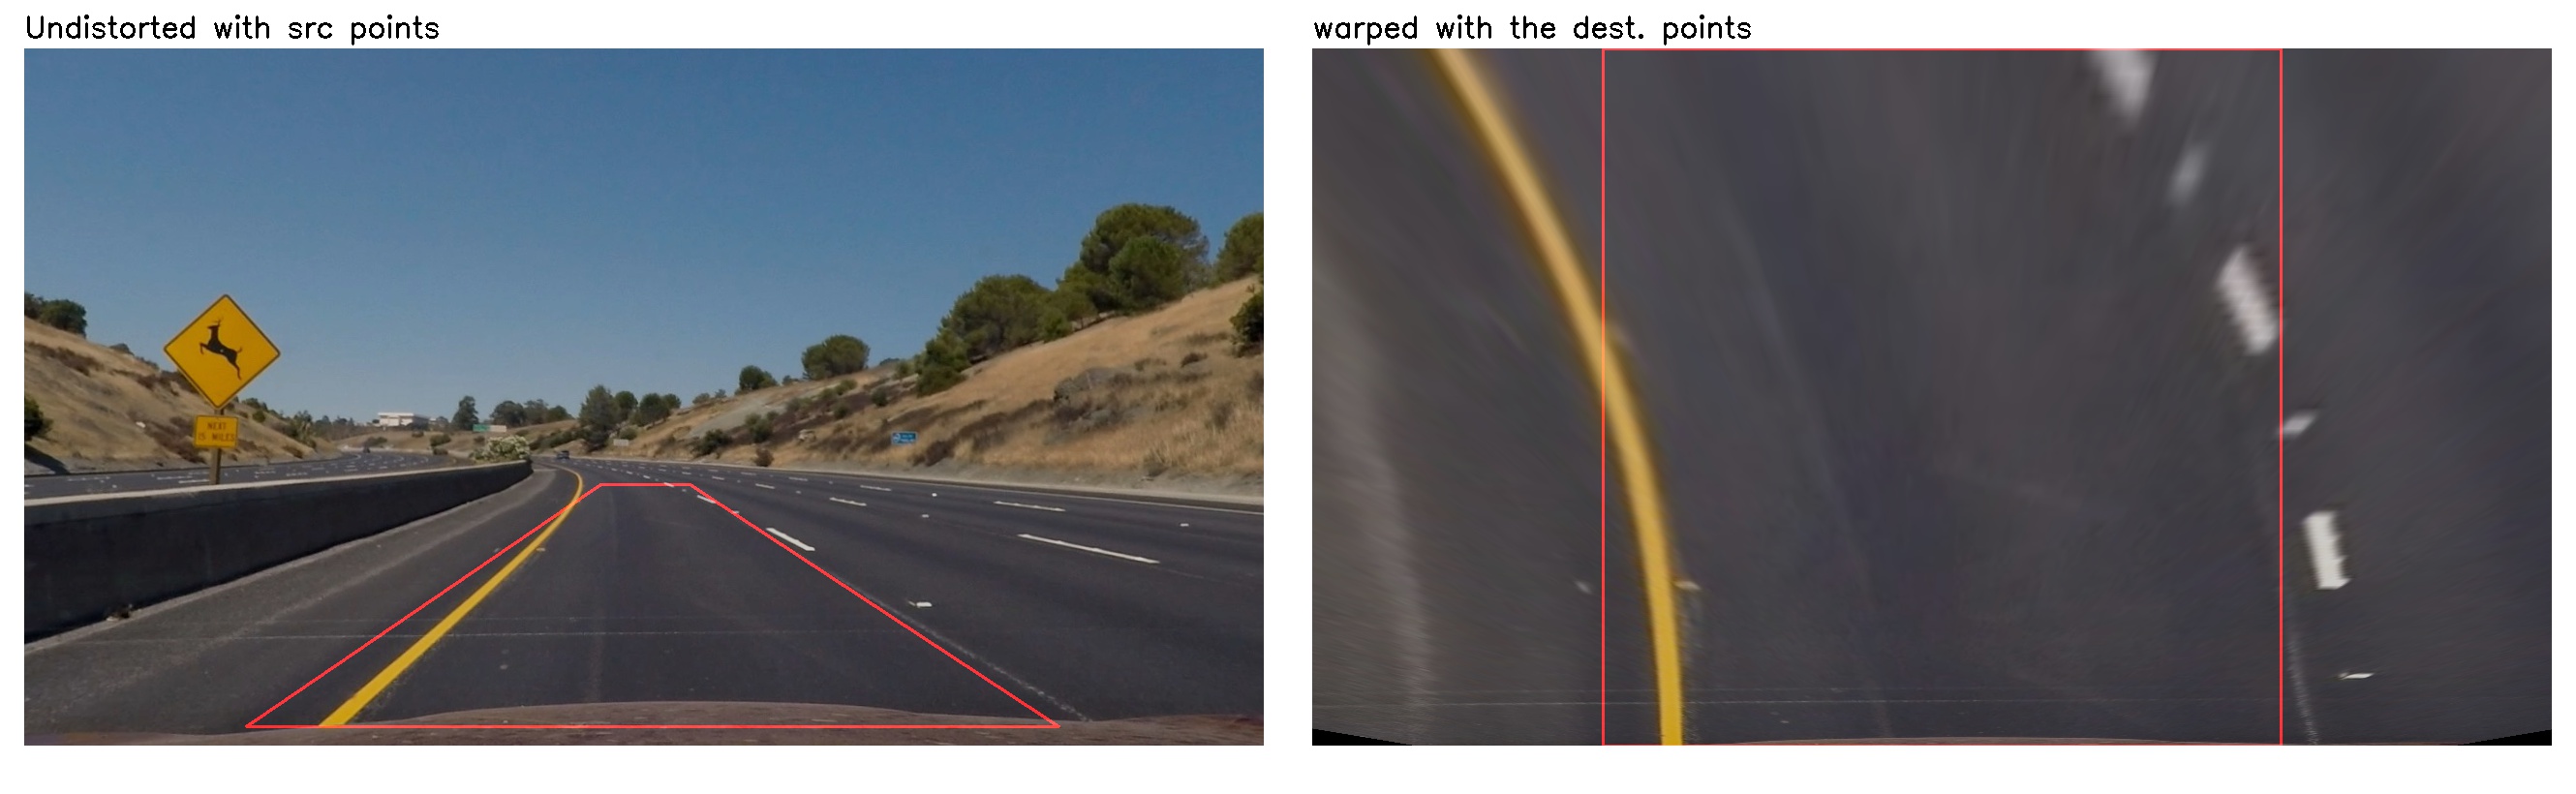 Undistorted with src points
warped with the dest. points
NEXT
15 MILES